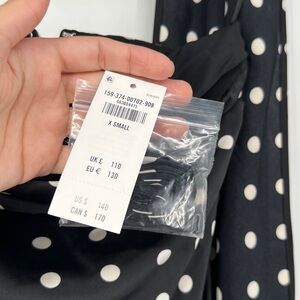 159-374-00702-908
X SMALL
UK £ 110
EU € 130
US $ 140
CAN $ 170